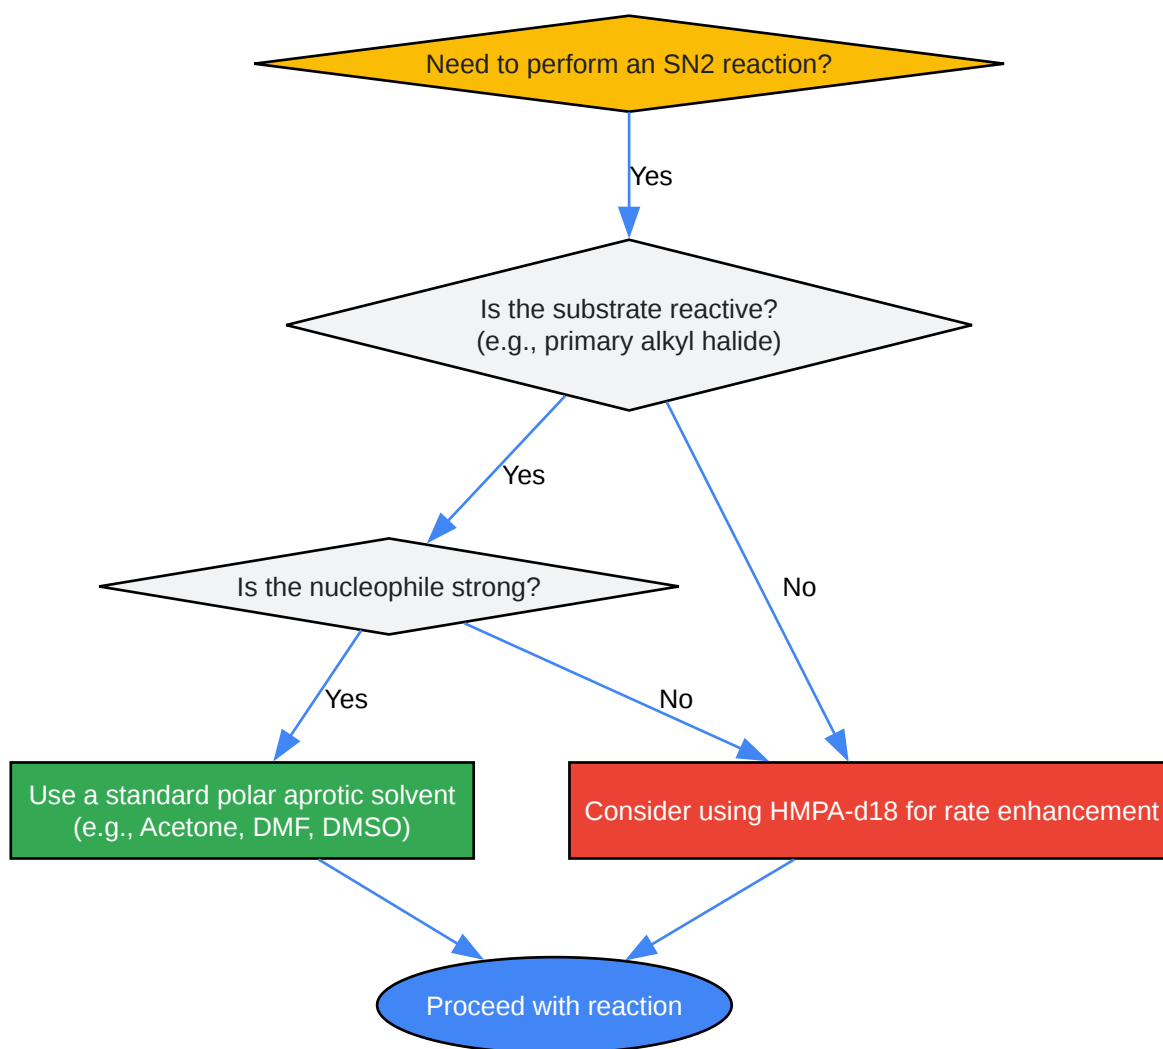 Need to perform an SN2 reaction?
Yes
Is the substrate reactive?
(e.g., primary alkyl halide)
Yes
No
Is the nucleophile strong?
Yes
No
Use a standard polar aprotic solvent
(e.g., Acetone, DMF, DMSO)
Consider using HMPA-d18 for rate enhancement
Proceed with reaction